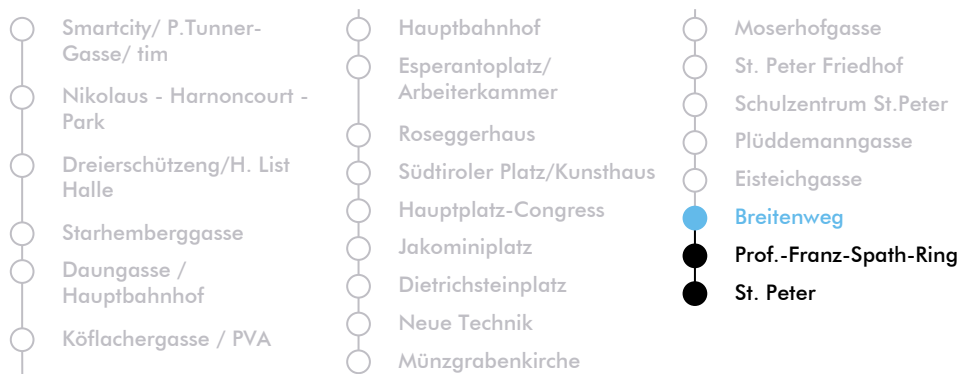 Smartcity/ P.Tunner-
Gasse/ tim
Nikolaus - Harnoncourt -
Park
Dreierschützeng/H. List
Halle
Starhemberggasse
Daungasse /
Hauptbahnhof
Köflachergasse / PVA
Hauptbahnhof
Esperantoplatz/
Arbeiterkammer
Roseggerhaus
Südtiroler Platz/Kunsthaus
Hauptplatz-Congress
Jakominiplatz
Dietrichsteinplatz
Neue Technik
Münzgrabenkirche
Moserhofgasse
St. Peter Friedhof
Schulzentrum St.Peter
Plüddemanngasse
Eisteichgasse
Breitenweg
Prof.-Franz-Spath-Ring
St. Peter